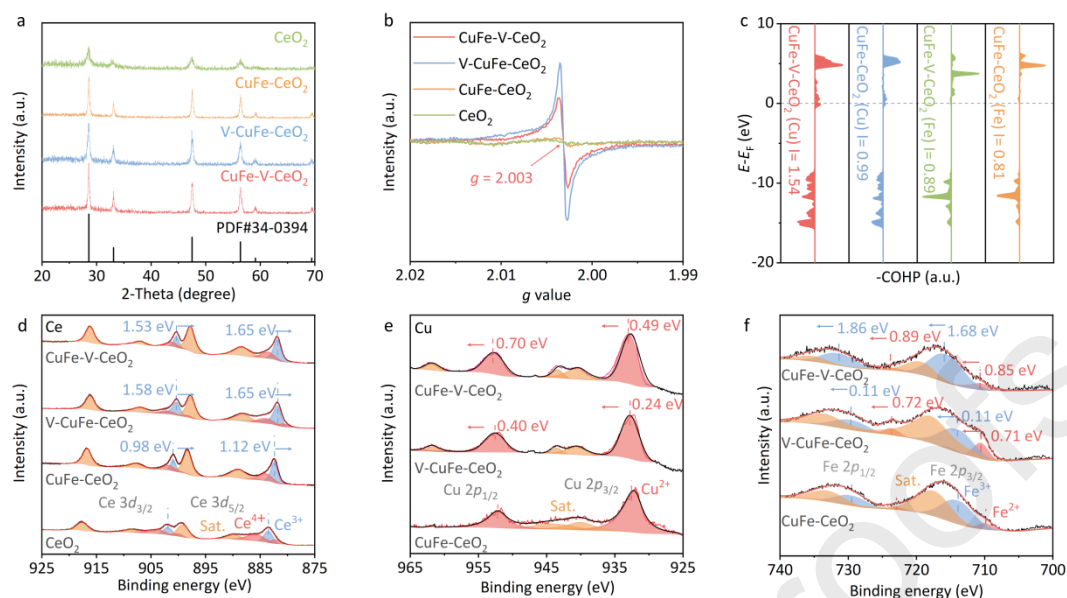 a
CeO2
CuFe-CeO2
V-CuFe-CeO2
CuFe-V-CeO2
PDF#34-0394
Intensity (a.u.)
20 30 40 50 60 70
2-Theta (degree)
b
CuFe-V-CeO2
V-CuFe-CeO2
CuFe-CeO2
CeO2
g = 2.003
Intensity (a.u.)
2.02 2.01 2.00 1.99
g value
c
10
0
-10
-20
E-EF (eV)
CuFe-V-CeO2 (Cu) I= 1.54
CuFe-CeO2 (Cu) I= 0.99
CuFe-V-CeO2 (Fe) I= 0.89
CuFe-CeO2 (Fe) I= 0.81
-COHP (a.u.)
d
Ce
1.53 eV
1.65 eV
CuFe-V-CeO2
1.58 eV
1.65 eV
V-CuFe-CeO2
0.98 eV
1.12 eV
CuFe-CeO2
Ce 3d3/2
Ce 3d5/2
Sat.
Ce4+
Ce3+
CeO2
Intensity (a.u.)
925 915 905 895 885 875
Binding energy (eV)
e
Cu
0.49 eV
0.70 eV
CuFe-V-CeO2
0.24 eV
0.40 eV
V-CuFe-CeO2
Cu 2p1/2
Cu 2p3/2
Cu2+
Sat.
CuFe-CeO2
Intensity (a.u.)
965 955 945 935 925
Binding energy (eV)
f
1.86 eV
0.89 eV
1.68 eV
0.85 eV
CuFe-V-CeO2
0.11 eV
0.72 eV
0.11 eV
0.71 eV
V-CuFe-CeO2
Fe 2p1/2
Fe 2p3/2
Sat.
Fe3+
Fe2+
CuFe-CeO2
Intensity (a.u.)
740 730 720 710 700
Binding energy (eV)